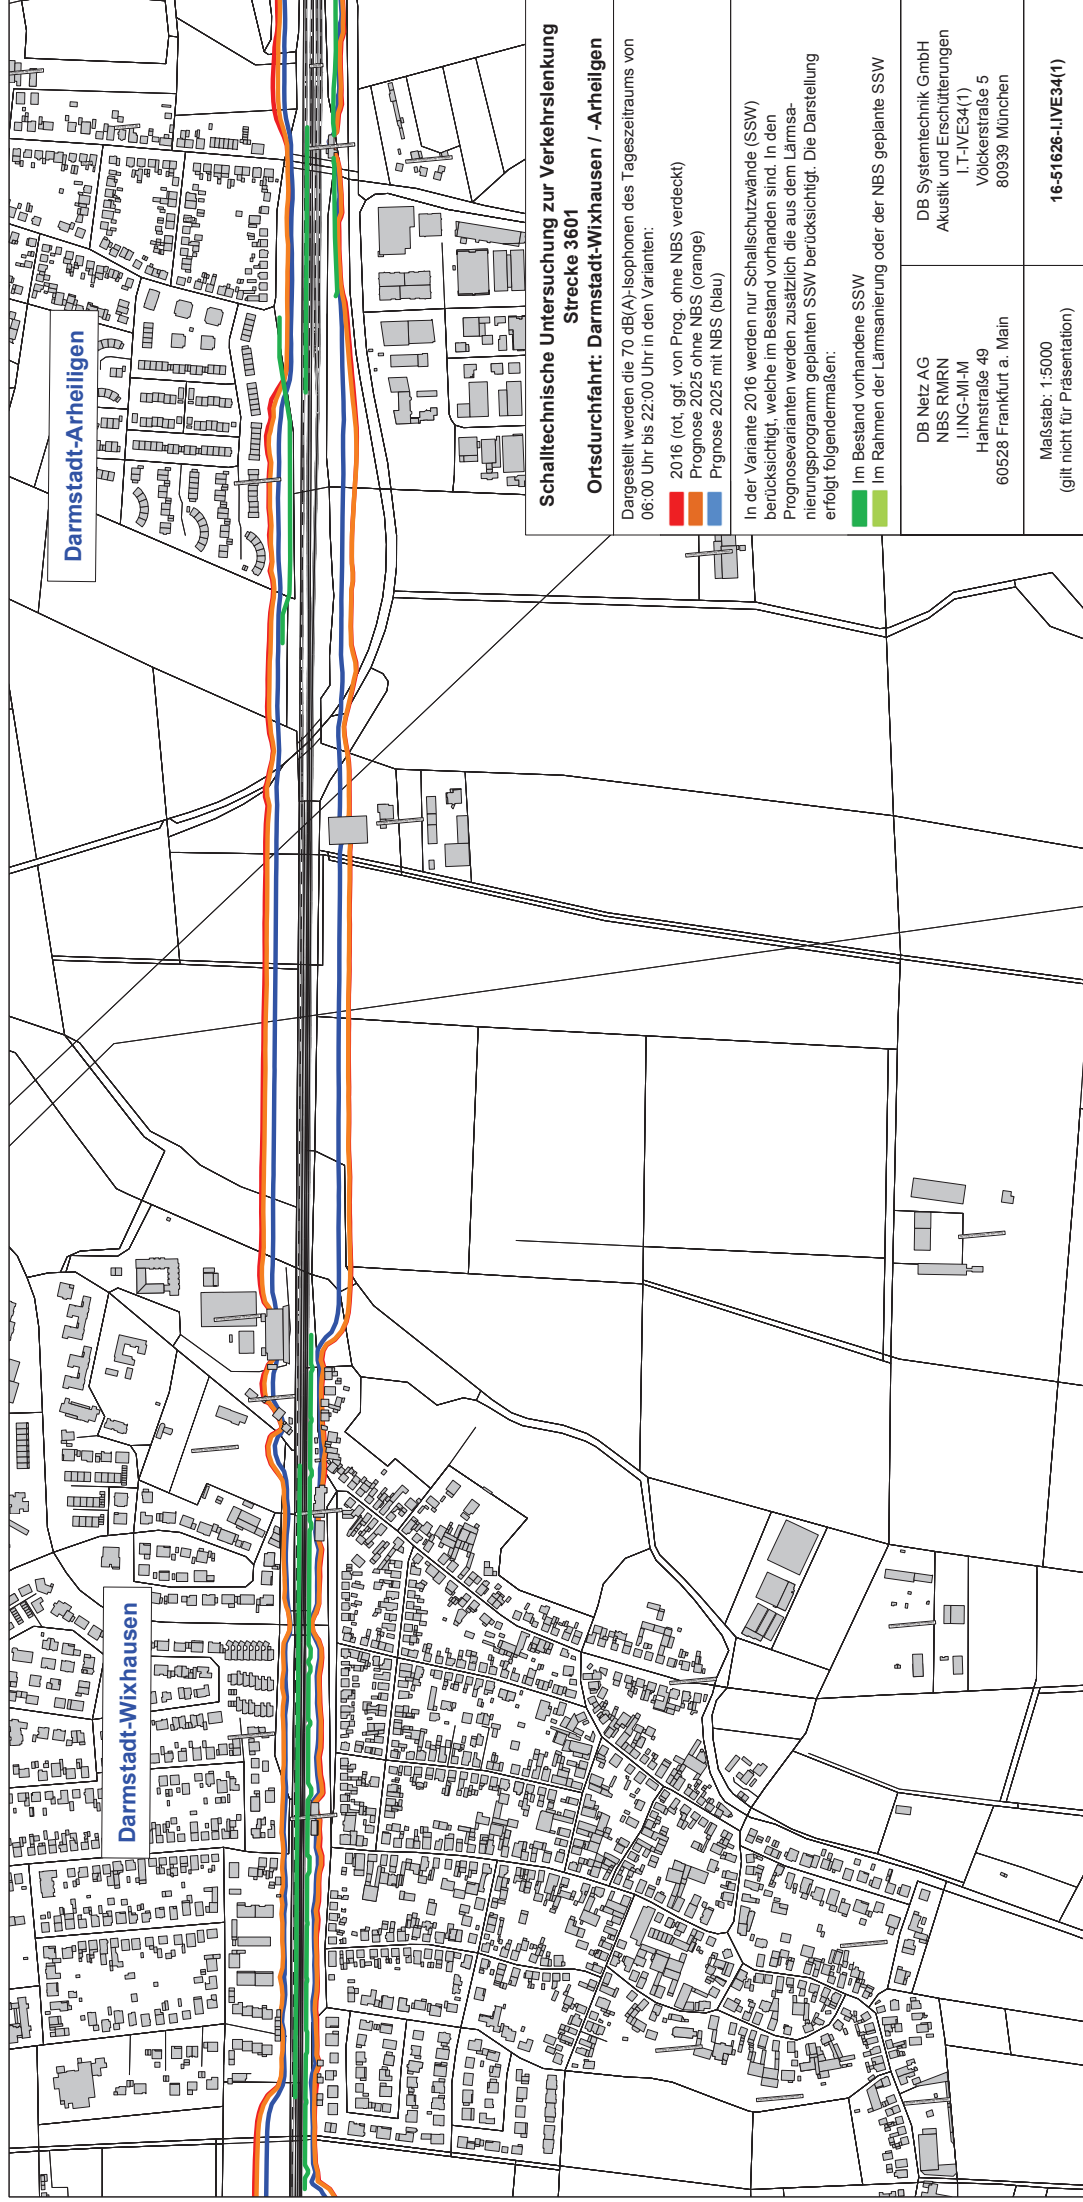 Darmstadt-Wixhausen
Darmstadt-Arheiligen
Schalltechnische Untersuchung zur Verkehrslenkung
Strecke 3601
Ortsdurchfahrt: Darmstadt-Wixhausen / -Arheilgen
Dargestellt werden die 70 dB(A)-Isophonen des Tageszeitraums von
06:00 Uhr bis 22:00 Uhr in den Varianten:
2016 (rot, ggf. von Prog. ohne NBS verdeckt)
Prognose 2025 ohne NBS (orange)
Prgnose 2025 mit NBS (blau)
In der Variante 2016 werden nur Schallschutzwände (SSW)
berücksichtigt, welche im Bestand vorhanden sind. In den
Prognosevarianten werden zusätzlich die aus dem Lärmsa-
nierungsprogramm geplanten SSW berücksichtigt. Die Darstellung
erfolgt folgendermaßen:
Im Bestand vorhandene SSW
Im Rahmen der Lärmsanierung oder der NBS geplante SSW
DB Netz AG
NBS RMRN
I.ING-MI-M
Hahnstraße 49
60528 Frankfurt a. Main
DB Systemtechnik GmbH
Akustik und Erschütterungen
I.T-IVE34(1)
Völckerstraße 5
80939 München
Maßstab: 1:5000
(gilt nicht für Präsentation)
16-51626-I.IVE34(1)